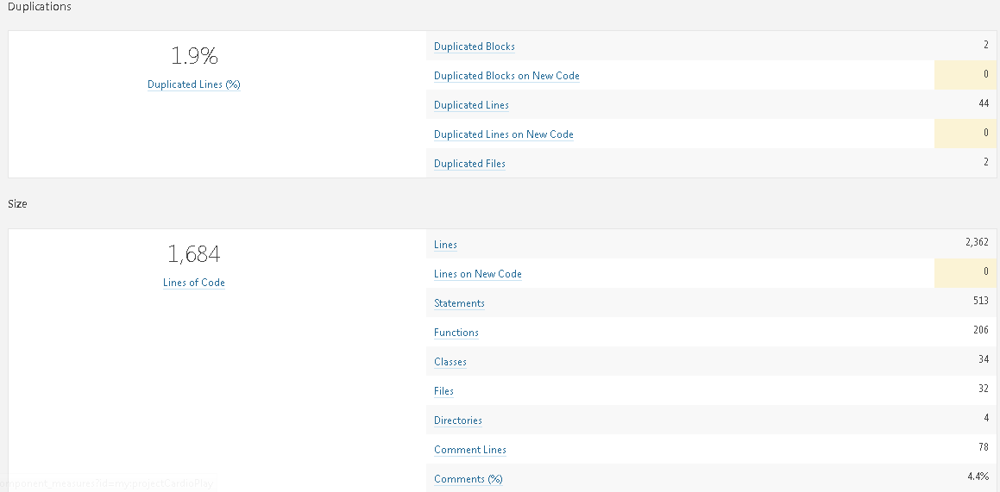 Duplications
1.9%
Duplicated Lines (%)
Duplicated Blocks 2
Duplicated Blocks on New Code 0
Duplicated Lines 44
Duplicated Lines on New Code 0
Duplicated Files 2
Size
1,684
Lines of Code
Lines 2,362
Lines on New Code 0
Statements 513
Functions 206
Classes 34
Files 32
Directories 4
Comment Lines 78
Comments (%) 4.4%
omponent_measures?id=my:projectCardioPlay